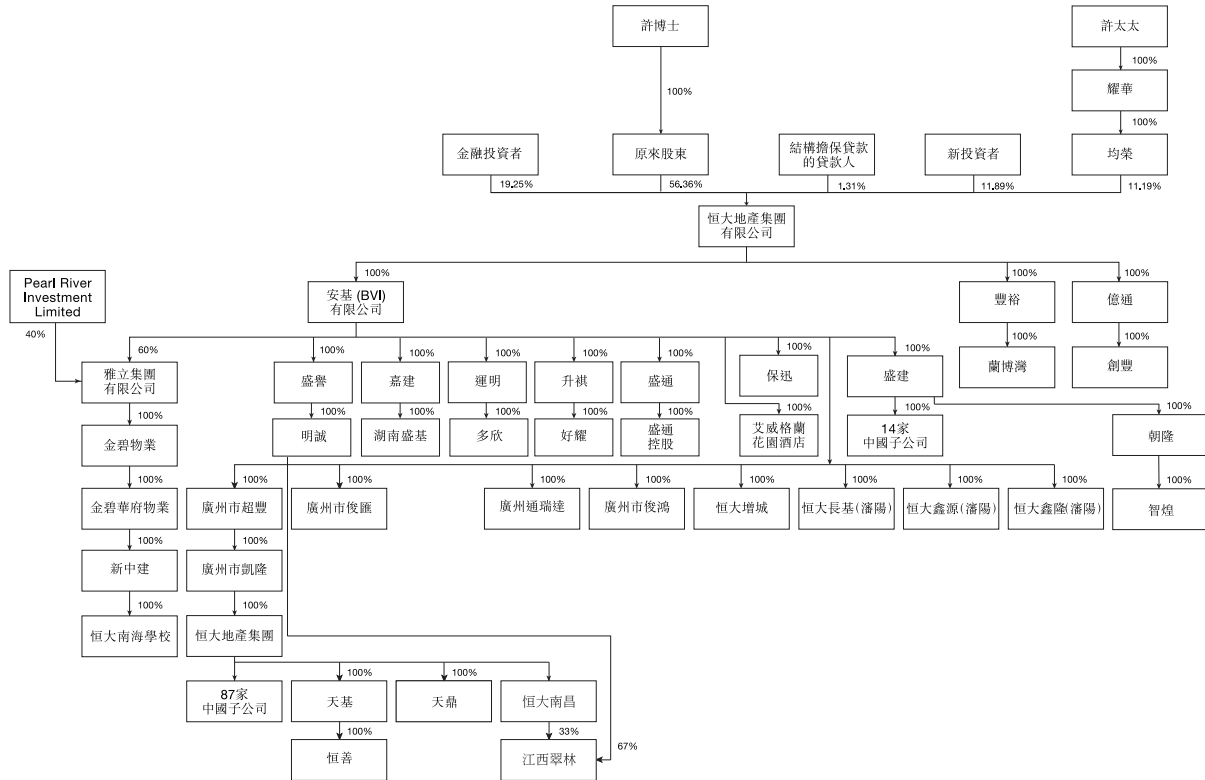 許博士
許太太
100%
100%
耀華
100%
金融投資者
原來股東
結構擔保貸款
的貸款人
新投資者
均榮
19.25%
56.36%
1.31%
11.89%
11.19%
恒大地產集團
有限公司
100%
100%
100%
Pearl River
Investment
Limited
安基 (BVI)
有限公司
豐裕
億通
40%
100%
100%
60%
100%
100%
100%
100%
100%
100%
100%
雅立集團
有限公司
盛譽
嘉建
運明
升祺
盛通
保迅
盛建
蘭博灣
創豐
100%
100%
100%
100%
100%
100%
100%
100%
100%
金碧物業
明誠
湖南盛基
多欣
好耀
盛通
控股
艾威格蘭
花園酒店
14家
中國子公司
朝隆
100%
100%
100%
100%
100%
100%
100%
100%
100%
100%
金碧華府物業
廣州市超豐
廣州市俊匯
廣州通瑞達
廣州市俊鸿
恒大增城
恒大長基(瀋陽)
恒大鑫源(瀋陽)
恒大鑫隆(瀋陽)
智煌
100%
100%
新中建
廣州市凱隆
100%
100%
恒大南海學校
恒大地產集團
100%
100%
100%
87家
中國子公司
天基
天鼎
恒大南昌
100%
33%
恒善
江西翠林
67%